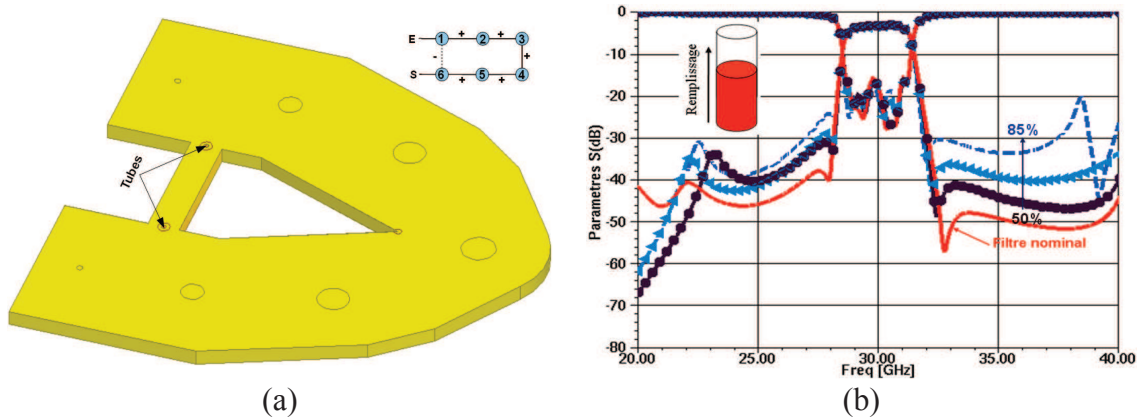 E 1 + 2 + 3
- +
S 6 + 5 + 4
Tubes
(a)
Parametres S(dB)
0
-10
-20
-30
-40
-50
-60
-70
-80
Remplissage
85%
50%
Filtre nominal
20.00 25.00 30.00 35.00 40.00
Freq [GHz]
(b)